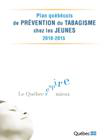 Plan québécois
de PRÉVENTION du TABAGISME
chez les JEUNES
2010-2015
Le Québec respire mieux
Québec